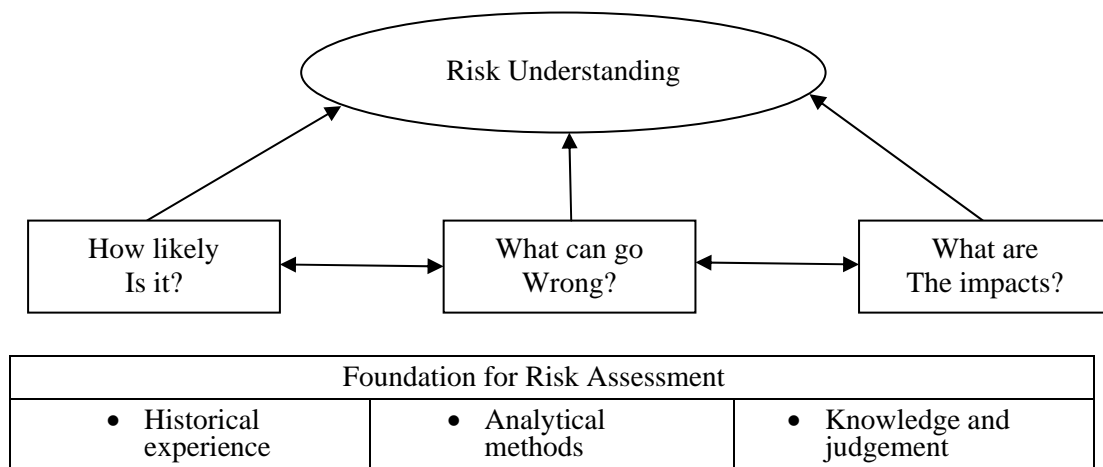 Risk Understanding
How likely
Is it?
What can go
Wrong?
What are
The impacts?
Foundation for Risk Assessment
• Historical
experience
• Analytical
methods
• Knowledge and
judgement